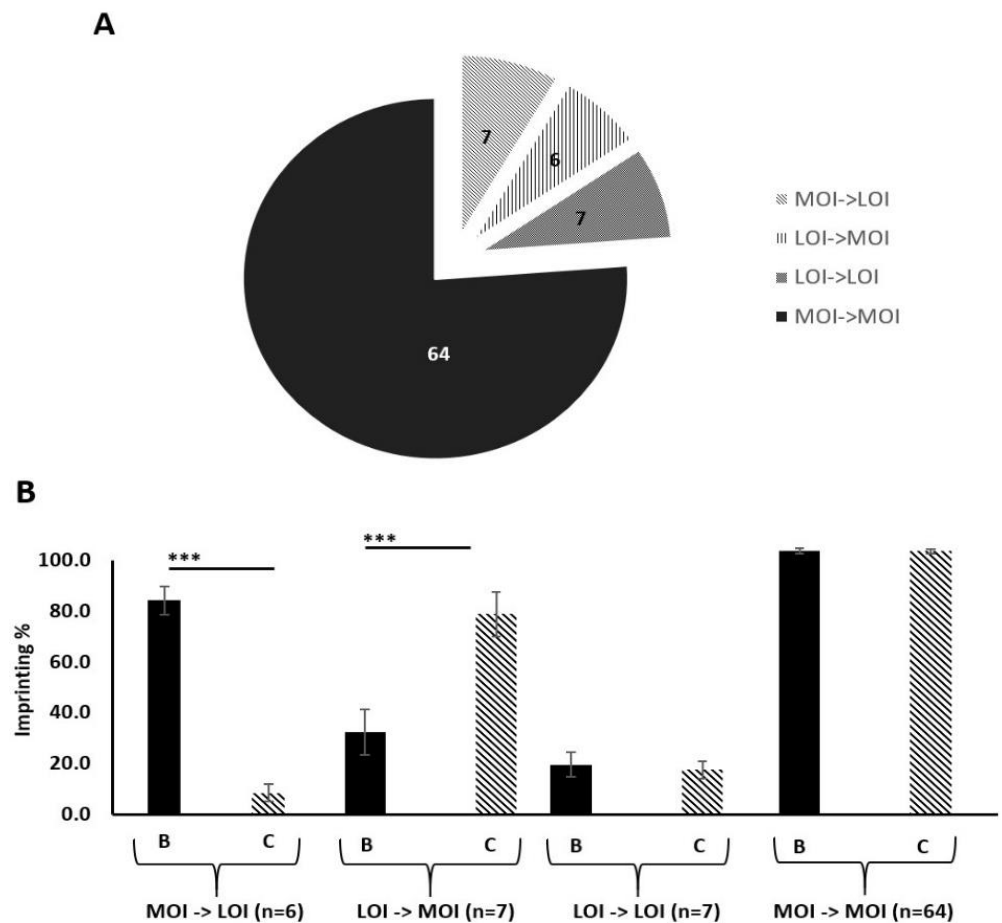 A
7
6
7
64
MOI->LOI
LOI->MOI
LOI->LOI
MOI->MOI
B
Imprinting %
100.0
80.0
60.0
40.0
20.0
0.0
***
***
B C B C B C B C
MOI -> LOI (n=6) LOI -> MOI (n=7) LOI -> LOI (n=7) MOI -> MOI (n=64)